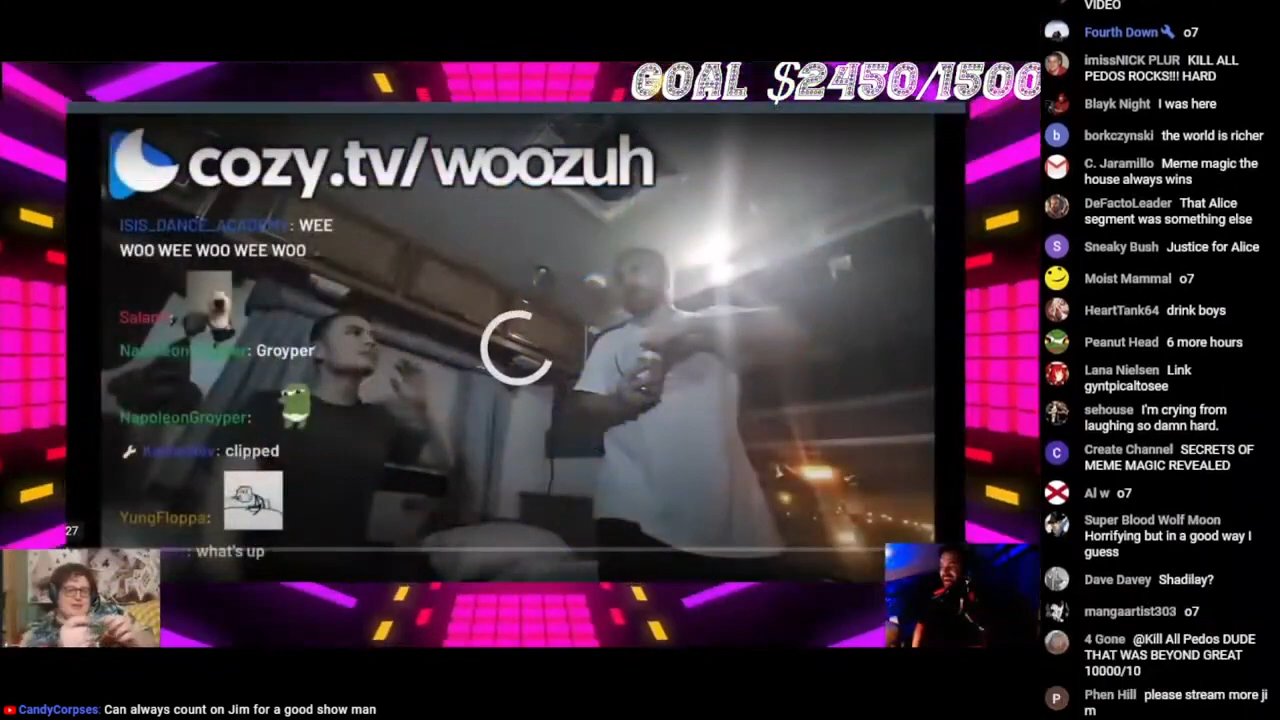 VIDEO
Fourth Down o7
imissNICK PLUR KILL ALL
PEDOS ROCKS!!! HARD
Blayk Night I was here
b borkczynski the world is richer
C. Jaramillo Meme magic the
house always wins
DeFactoLeader That Alice
segment was something else
S Sneaky Bush Justice for Alice
Moist Mammal o7
HeartTank64 drink boys
Peanut Head 6 more hours
Lana Nielsen Link
gyntpicaltosee
sehouse I'm crying from
laughing so damn hard.
C Create Channel SECRETS OF
MEME MAGIC REVEALED
Al w o7
Super Blood Wolf Moon
Horrifying but in a good way I
guess
Dave Davey Shadilay?
mangaartist303 o7
4 Gone @Kill All Pedos DUDE
THAT WAS BEYOND GREAT
10000/10
P Phen Hill please stream more ji
m
GOAL $2450/1500
cozy.tv/woozuh
ISIS_DANCE_ACADEMY: WEE
WOO WEE WOO WEE WOO
NapoleonGroyper: Groyper
NapoleonGroyper:
: clipped
YungFloppa:
: what's up
27
CandyCorpses: Can always count on Jim for a good show man